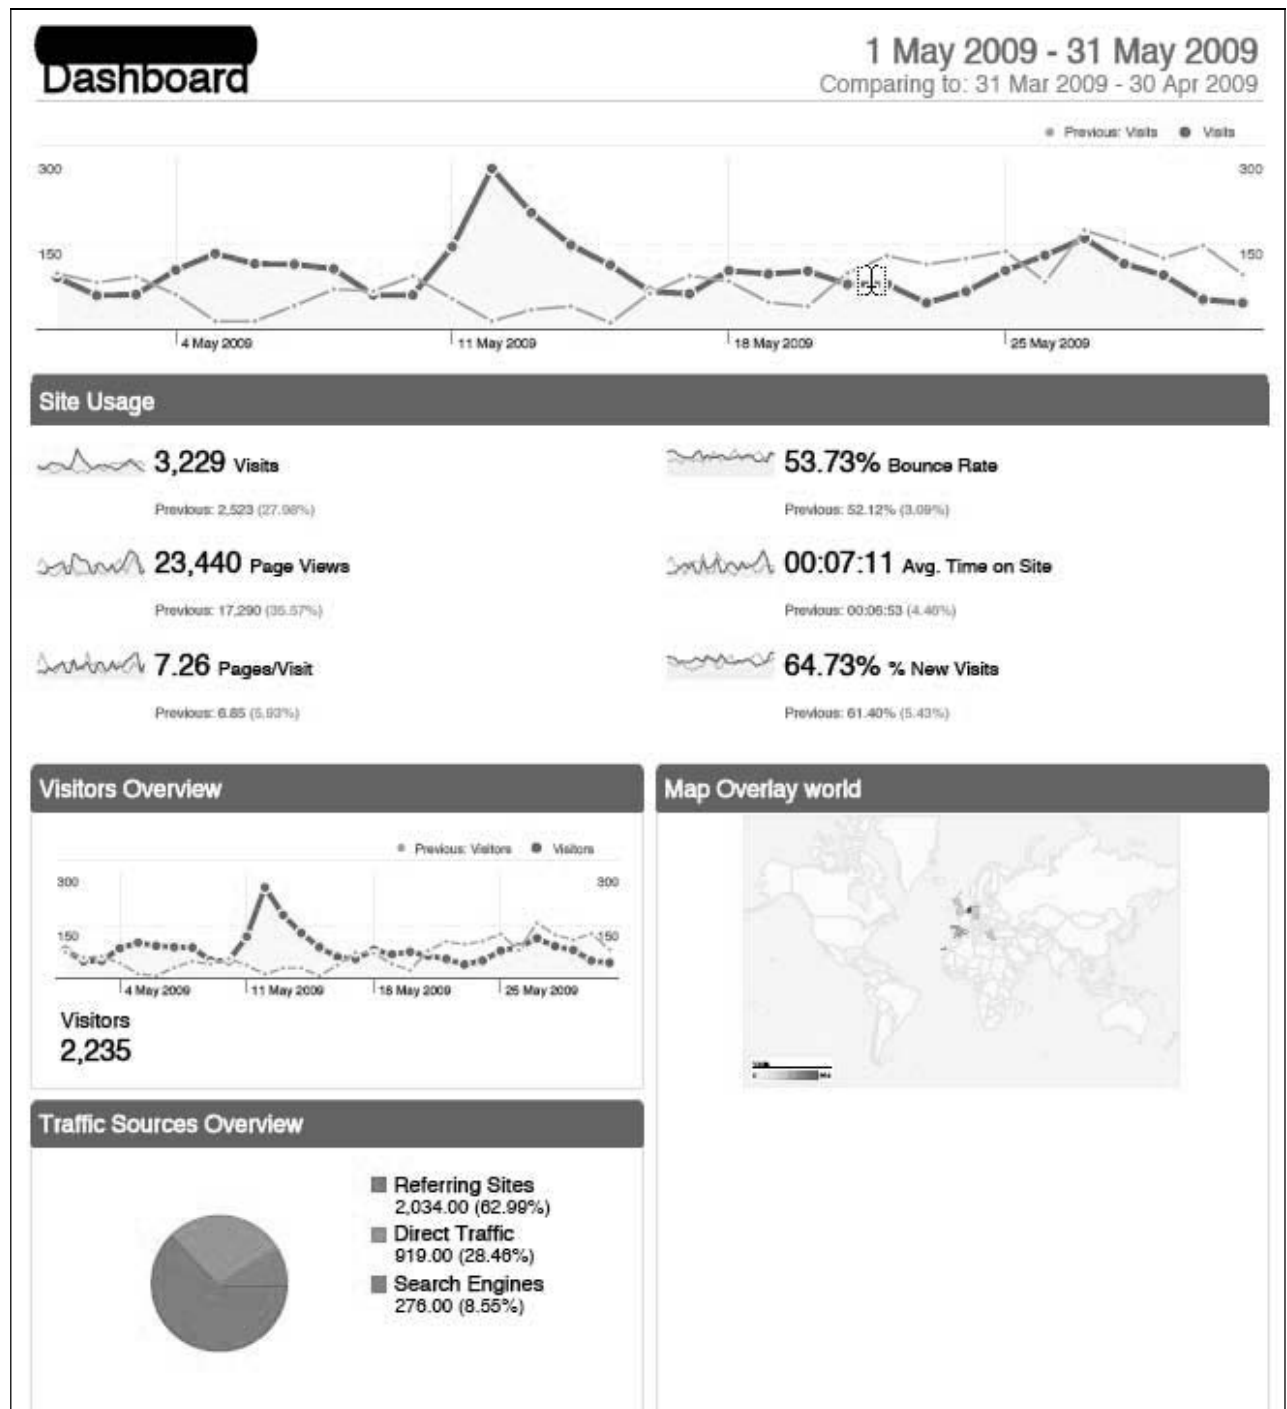 Dashboard
1 May 2009 - 31 May 2009
Comparing to: 31 Mar 2009 - 30 Apr 2009
Previous: Visits Visits
300 300
150 150
4 May 2009 11 May 2009 18 May 2009 25 May 2009
Site Usage
3,229 Visits
Previous: 2,523 (27.98%)
53.73% Bounce Rate
Previous: 52.12% (3.09%)
23,440 Page Views
Previous: 17,290 (35.57%)
00:07:11 Avg. Time on Site
Previous: 00:06:53 (4.46%)
7.26 Pages/Visit
Previous: 6.85 (5.93%)
64.73% % New Visits
Previous: 61.40% (5.43%)
Visitors Overview
Previous: Visitors Visitors
300 300
150 150
4 May 2009 11 May 2009 18 May 2009 25 May 2009
Visitors
2,235
Map Overlay world
Traffic Sources Overview
Referring Sites
2,034.00 (62.99%)
Direct Traffic
919.00 (28.46%)
Search Engines
276.00 (8.55%)